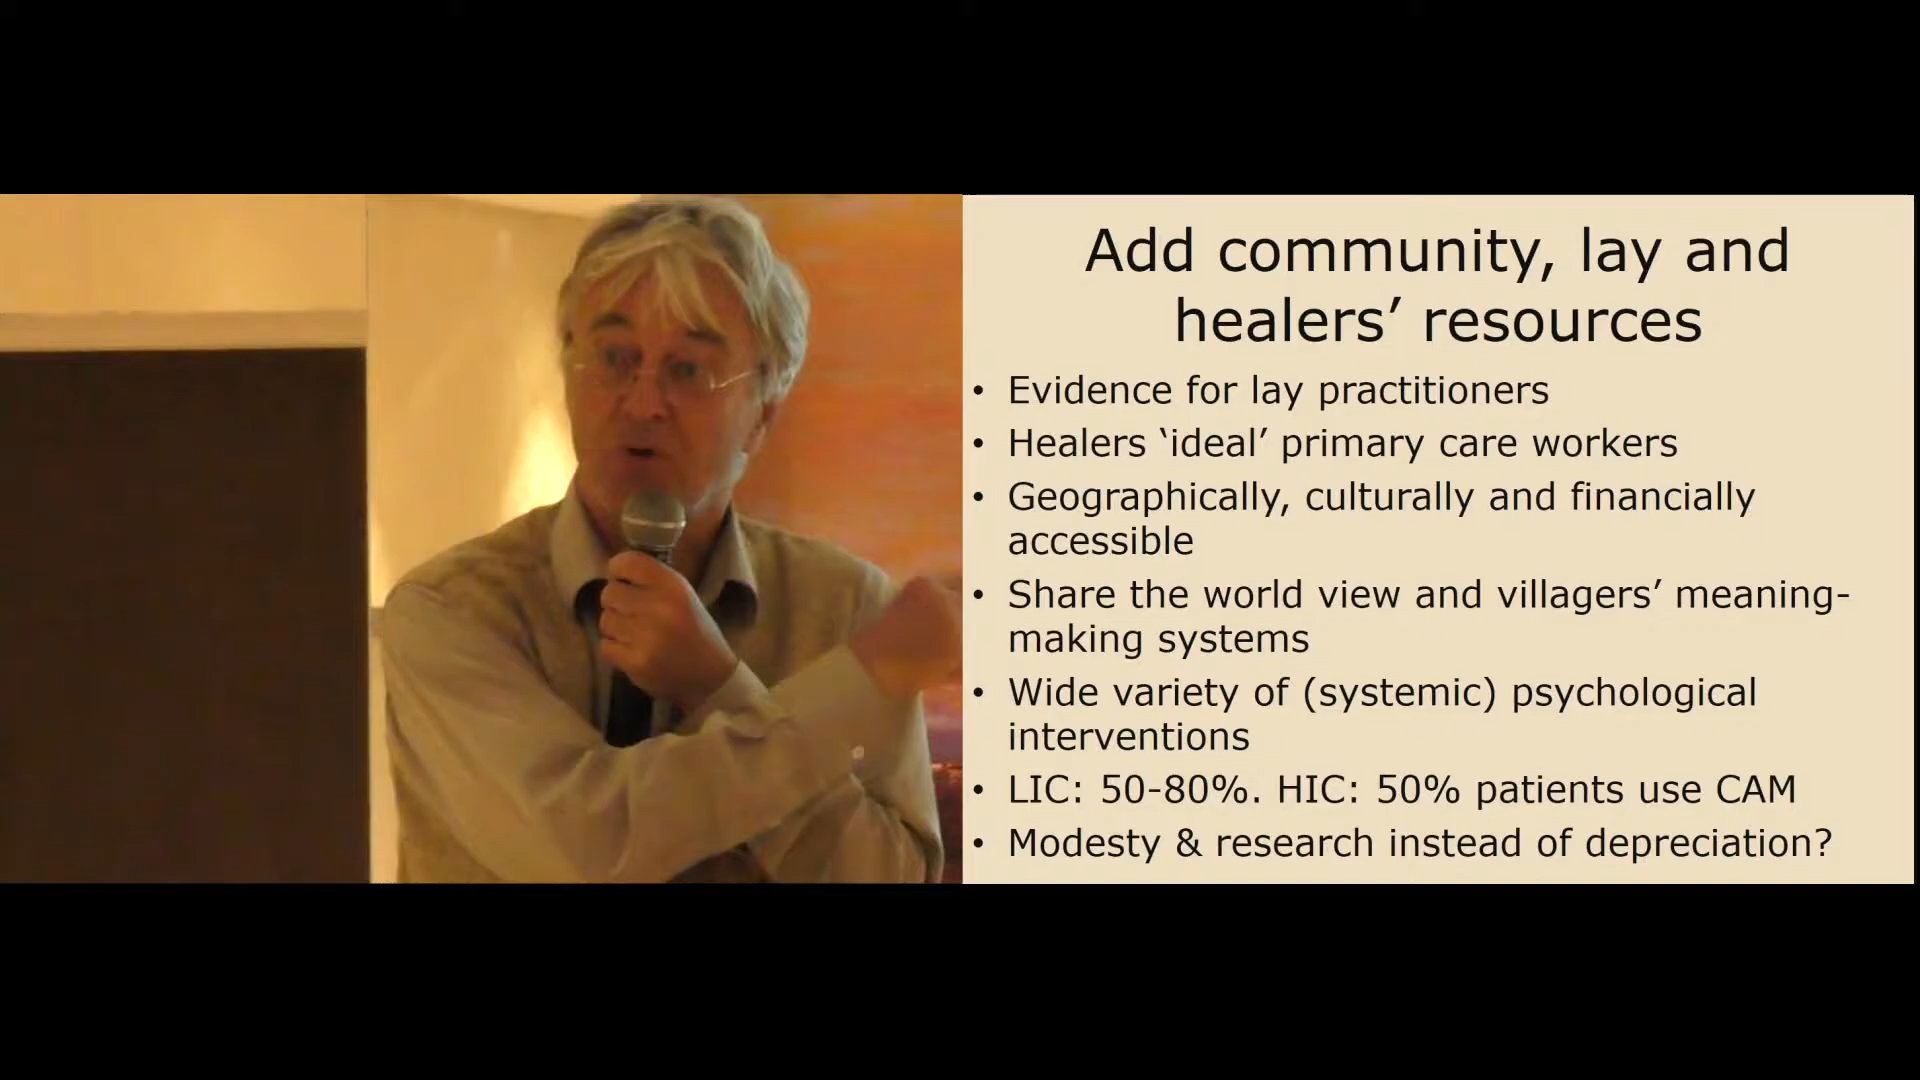 Add community, lay and
healers’ resources
• Evidence for lay practitioners
• Healers ‘ideal’ primary care workers
• Geographically, culturally and financially
accessible
• Share the world view and villagers’ meaning-
making systems
• Wide variety of (systemic) psychological
interventions
• LIC: 50-80%. HIC: 50% patients use CAM
• Modesty & research instead of depreciation?